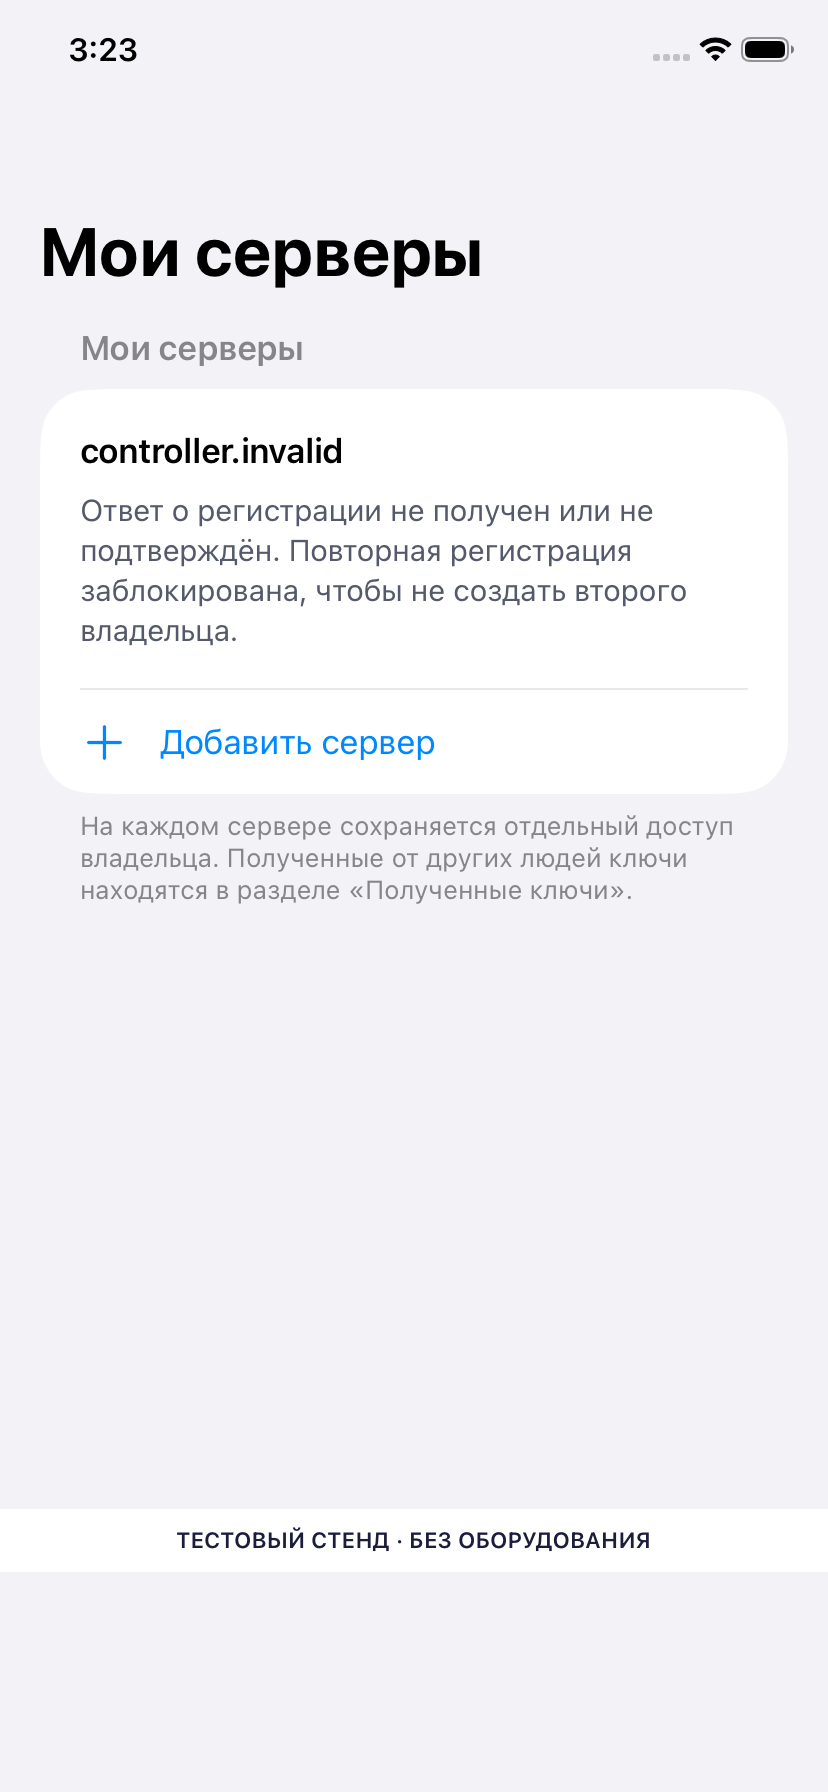 3:23
Мои серверы
Мои серверы
controller.invalid
Ответ о регистрации не получен или не
подтверждён. Повторная регистрация
заблокирована, чтобы не создать второго
владельца.
Добавить сервер
На каждом сервере сохраняется отдельный доступ
владельца. Полученные от других людей ключи
находятся в разделе «Полученные ключи».
ТЕСТОВЫЙ СТЕНД · БЕЗ ОБОРУДОВАНИЯ